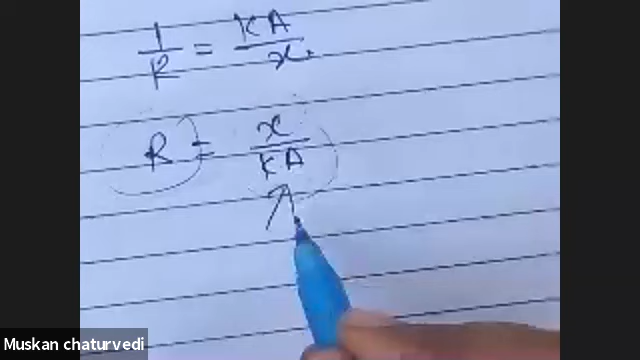 1/R = KA/x.
R = x/KA
Muskan chaturvedi